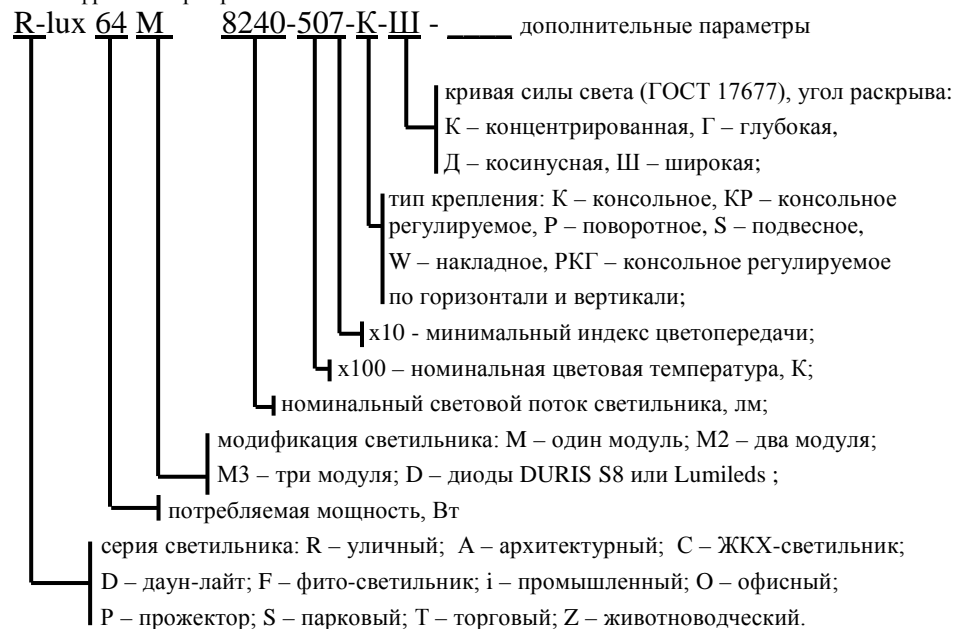 R-lux 64 М 8240-507-К-Ш - ____ дополнительные параметры
кривая силы света (ГОСТ 17677), угол раскрыва:
К – концентрированная, Г – глубокая,
Д – косинусная, Ш – широкая;
тип крепления: К – консольное, КР – консольное
регулируемое, Р – поворотное, S – подвесное,
W – накладное, РКГ – консольное регулируемое
по горизонтали и вертикали;
х10 - минимальный индекс цветопередачи;
х100 – номинальная цветовая температура, К;
номинальный световой поток светильника, лм;
модификация светильника: М – один модуль; М2 – два модуля;
М3 – три модуля; D – диоды DURIS S8 или Lumileds ;
потребляемая мощность, Вт
серия светильника: R – уличный; А – архитектурный; С – ЖКХ-светильник;
D – даун-лайт; F – фито-светильник; i – промышленный; О – офисный;
Р – прожектор; S – парковый; Т – торговый; Z – животноводческий.